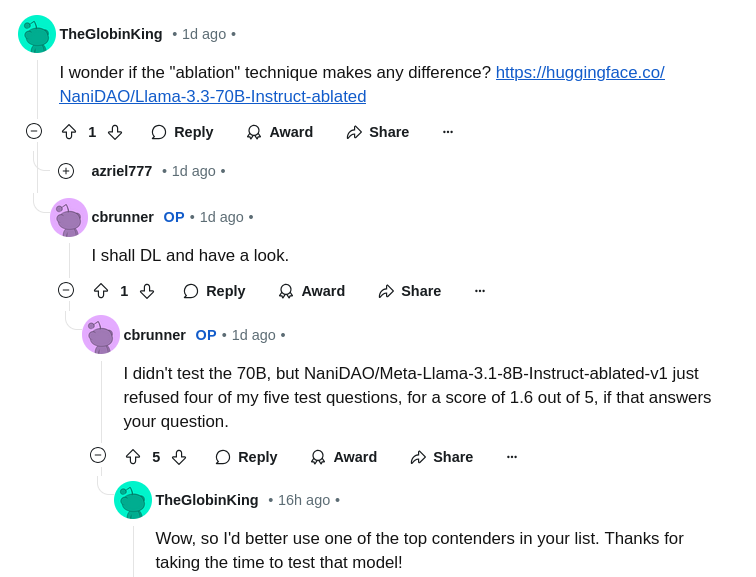 TheGlobinKing • 1d ago •
I wonder if the "ablation" technique makes any difference? https://huggingface.co/
NaniDAO/Llama-3.3-70B-Instruct-ablated
1 Reply Award Share ...
azriel777 • 1d ago •
cbrunner OP • 1d ago •
I shall DL and have a look.
1 Reply Award Share ...
cbrunner OP • 1d ago •
I didn't test the 70B, but NaniDAO/Meta-Llama-3.1-8B-Instruct-ablated-v1 just
refused four of my five test questions, for a score of 1.6 out of 5, if that answers
your question.
5 Reply Award Share ...
TheGlobinKing • 16h ago •
Wow, so I'd better use one of the top contenders in your list. Thanks for
taking the time to test that model!